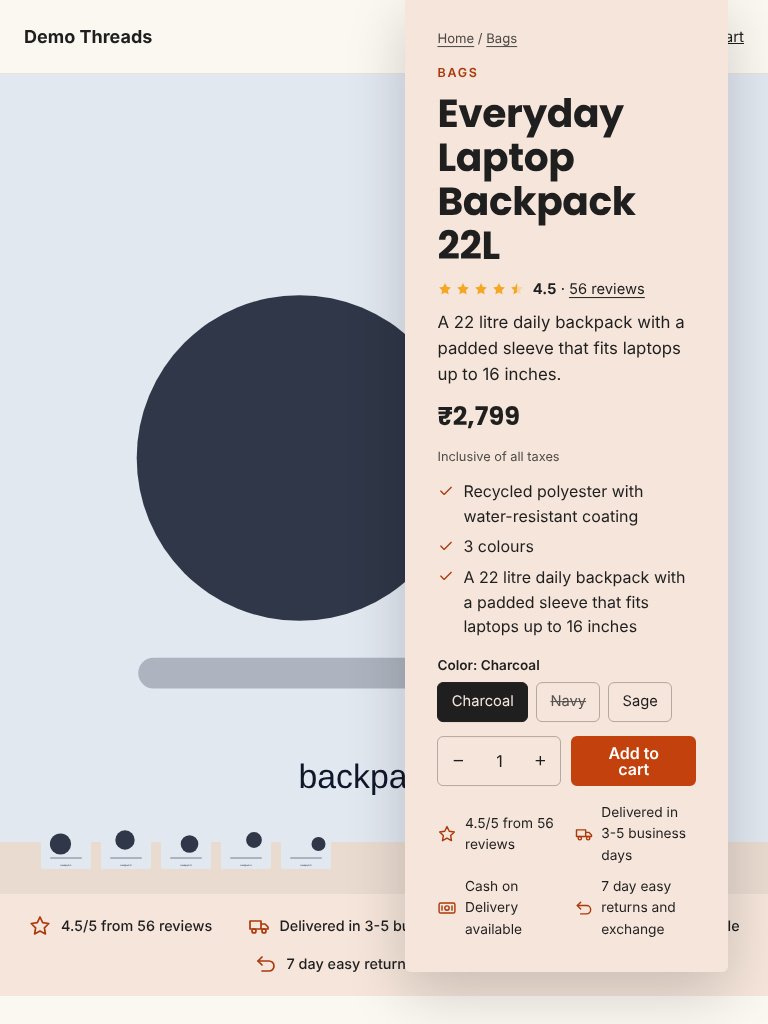 Demo Threads
art
Home / Bags
BAGS
Everyday
Laptop
Backpack
22L
4.5 · 56 reviews
A 22 litre daily backpack with a
padded sleeve that fits laptops
up to 16 inches.
₹2,799
Inclusive of all taxes
Recycled polyester with
water-resistant coating
3 colours
A 22 litre daily backpack with
a padded sleeve that fits
laptops up to 16 inches
Color: Charcoal
Charcoal Navy Sage
− 1 + Add to
cart
4.5/5 from 56
reviews
Delivered in
3-5 business
days
Cash on
Delivery
available
7 day easy
returns and
exchange
backpa
4.5/5 from 56 reviews Delivered in 3-5 bu le
7 day easy return